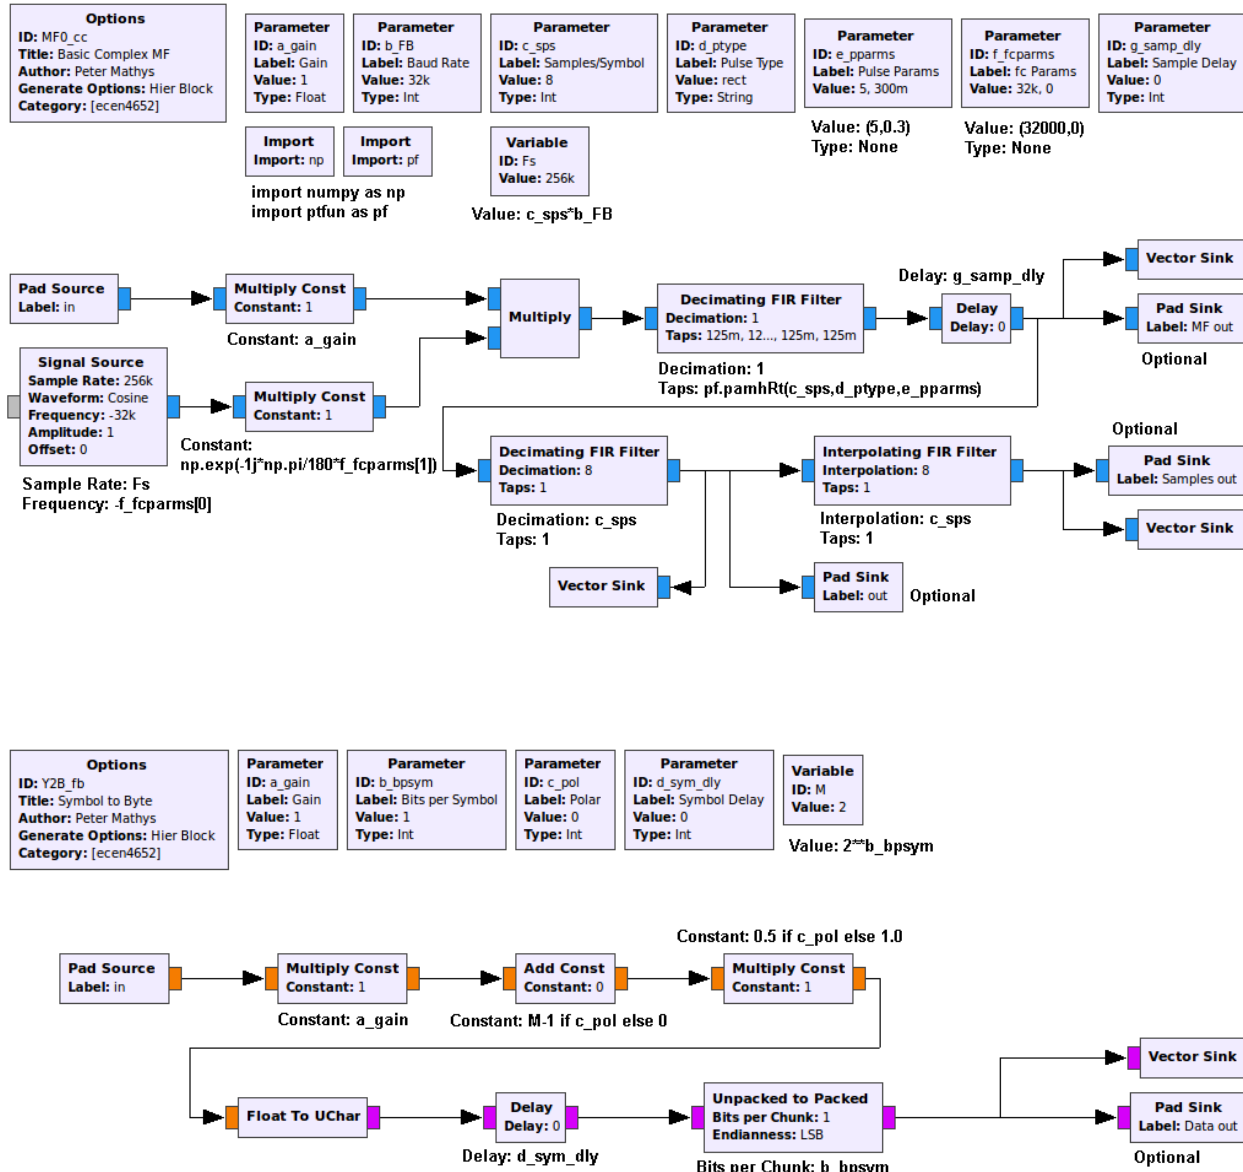 Options
ID: MF0_cc
Title: Basic Complex MF
Author: Peter Mathys
Generate Options: Hier Block
Category: [ecen4652]
Parameter
ID: a_gain
Label: Gain
Value: 1
Type: Float
Parameter
ID: b_FB
Label: Baud Rate
Value: 32k
Type: Int
Parameter
ID: c_sps
Label: Samples/Symbol
Value: 8
Type: Int
Parameter
ID: d_ptype
Label: Pulse Type
Value: rect
Type: String
Parameter
ID: e_pparms
Label: Pulse Params
Value: 5, 300m
Value: (5,0.3)
Type: None
Parameter
ID: f_fcparms
Label: fc Params
Value: 32k, 0
Value: (32000,0)
Type: None
Parameter
ID: g_samp_dly
Label: Sample Delay
Value: 0
Type: Int
Import
Import: np
Import
Import: pf
import numpy as np
import ptfun as pf
Variable
ID: Fs
Value: 256k
Value: c_sps*b_FB
Pad Source
Label: in
Multiply Const
Constant: 1
Constant: a_gain
Signal Source
Sample Rate: 256k
Waveform: Cosine
Frequency: -32k
Amplitude: 1
Offset: 0
Sample Rate: Fs
Frequency: -f_fcparms[0]
Multiply Const
Constant: 1
Constant:
np.exp(-1j*np.pi/180*f_fcparms[1])
Multiply
Decimating FIR Filter
Decimation: 1
Taps: 125m, 12..., 125m, 125m
Decimation: 1
Taps: pf.pamhRt(c_sps,d_ptype,e_pparms)
Delay: g_samp_dly
Delay
Delay: 0
Vector Sink
Pad Sink
Label: MF out
Optional
Decimating FIR Filter
Decimation: 8
Taps: 1
Decimation: c_sps
Taps: 1
Interpolating FIR Filter
Interpolation: 8
Taps: 1
Interpolation: c_sps
Taps: 1
Optional
Pad Sink
Label: Samples out
Vector Sink
Vector Sink
Pad Sink
Label: out
Optional
Options
ID: Y2B_fb
Title: Symbol to Byte
Author: Peter Mathys
Generate Options: Hier Block
Category: [ecen4652]
Parameter
ID: a_gain
Label: Gain
Value: 1
Type: Float
Parameter
ID: b_bpsym
Label: Bits per Symbol
Value: 1
Type: Int
Parameter
ID: c_pol
Label: Polar
Value: 0
Type: Int
Parameter
ID: d_sym_dly
Label: Symbol Delay
Value: 0
Type: Int
Variable
ID: M
Value: 2
Value: 2**b_bpsym
Pad Source
Label: in
Multiply Const
Constant: 1
Constant: a_gain
Add Const
Constant: 0
Constant: M-1 if c_pol else 0
Constant: 0.5 if c_pol else 1.0
Multiply Const
Constant: 1
Float To UChar
Delay
Delay: 0
Delay: d_sym_dly
Unpacked to Packed
Bits per Chunk: 1
Endianness: LSB
Bits per Chunk: b_bpsym
Vector Sink
Pad Sink
Label: Data out
Optional